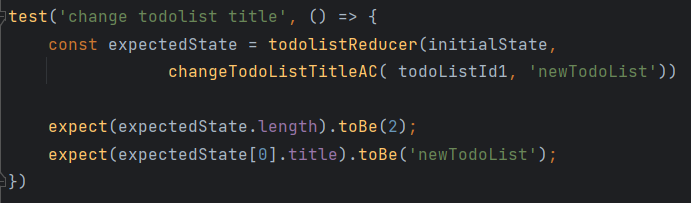 test('change todolist title', () => {
    const expectedState = todolistReducer(initialState,
            changeTodoListTitleAC( todoListId1, 'newTodoList'))
    expect(expectedState.length).toBe(2);
    expect(expectedState[0].title).toBe('newTodoList');
})